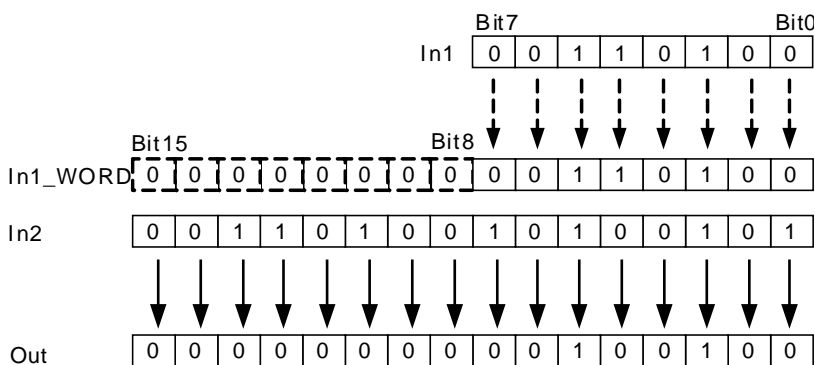 Bit7 Bit0
In1 0 0 1 1 0 1 0 0
Bit15 Bit8
In1_WORD 0 0 0 0 0 0 0 0 0 0 1 1 0 1 0 0
In2 0 0 1 1 0 1 0 0 1 0 1 0 0 1 0 1
Out 0 0 0 0 0 0 0 0 0 0 1 0 0 1 0 0